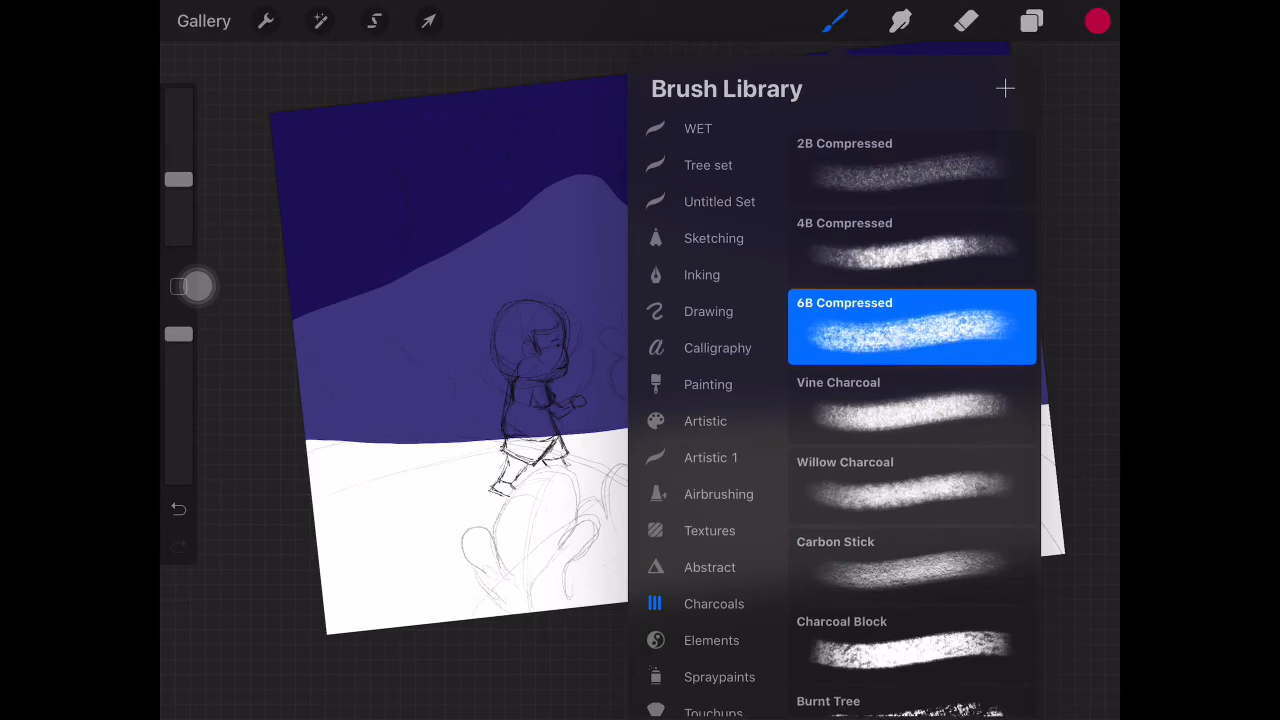 Gallery
Brush Library
WET
Tree set
Untitled Set
Sketching
Inking
Drawing
Calligraphy
Painting
Artistic
Artistic 1
Airbrushing
Textures
Abstract
Charcoals
Elements
Spraypaints
Touchups
2B Compressed
4B Compressed
6B Compressed
Vine Charcoal
Willow Charcoal
Carbon Stick
Charcoal Block
Burnt Tree